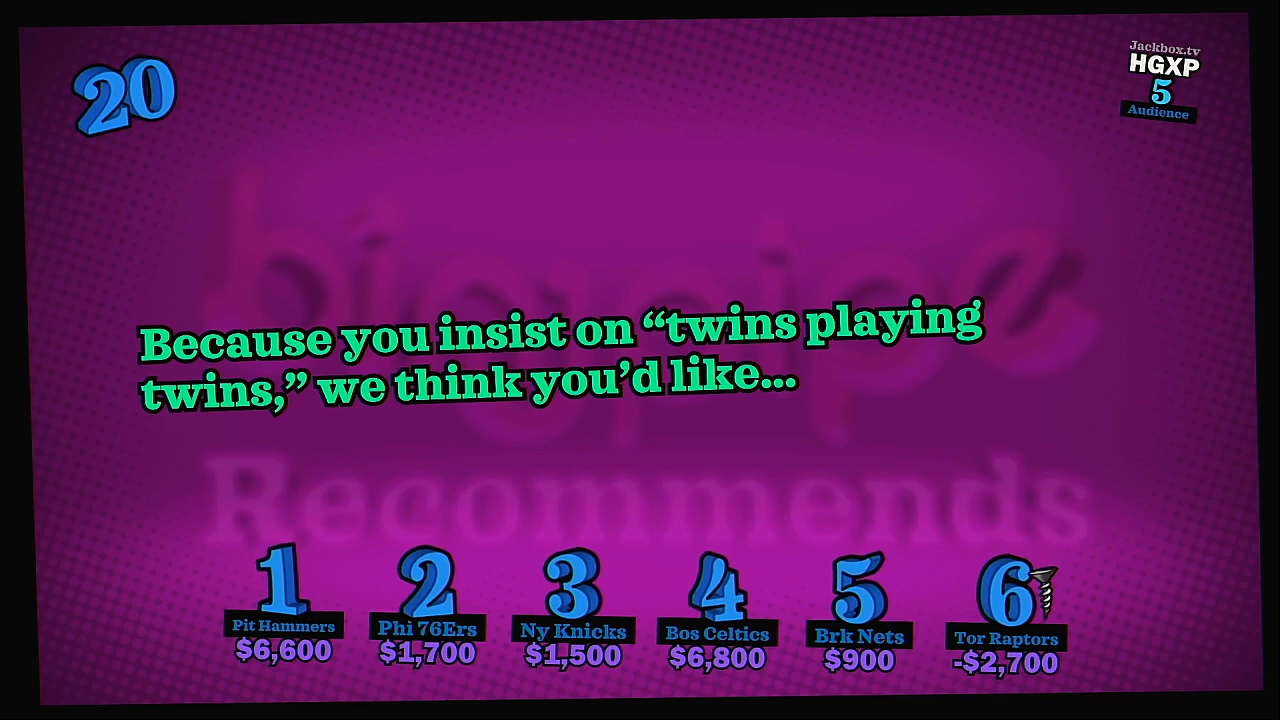 20
Jackbox.tv
HGXP
5
Audience
bigpipe
Because you insist on “twins playing
twins,” we think you’d like...
Recommends
1
2
3
4
5
6
Pit Hammers
Phi 76Ers
Ny Knicks
Bos Celtics
Brk Nets
Tor Raptors
$6,600
$1,700
$1,500
$6,800
$900
-$2,700